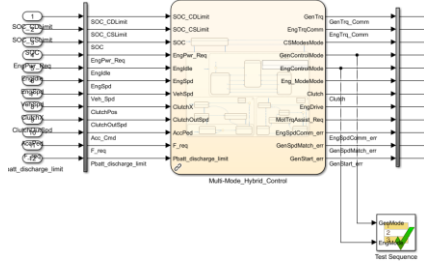 SOC_CDLimit
SOC_CSLimit
SOC
EngPwr_Req
EngIdle
EngSpd
Veh_Spd
ClutchPos
ClutchOutSpd
Acc_Cmd
F_req
Pbatt_discharge_limit
SOC_CDLimit
SOC_CSLimit
SOC
EngPwr_Req
EngIdle
EngSpd
VehSpd
ClutchX
ClutchOutSpd
AccPed
F_req
Pbatt_discharge_limit
GenTrq
EngTrqComm
CSModesMode
GenControlMode
EngControlMode
Eng_ModeMode
Clutch
EngDrive
MotTrqAssist_Req
EngSpdComm_err
GenSpdMatch_err
GenStart_err
Multi-Mode_Hybrid_Control
GenTrq_Comm
EngTrq_Comm
Clutch
EngSpdComm_err
GenSpdMatch_err
GenStart_err
GenMode
EngMode
Test Sequence